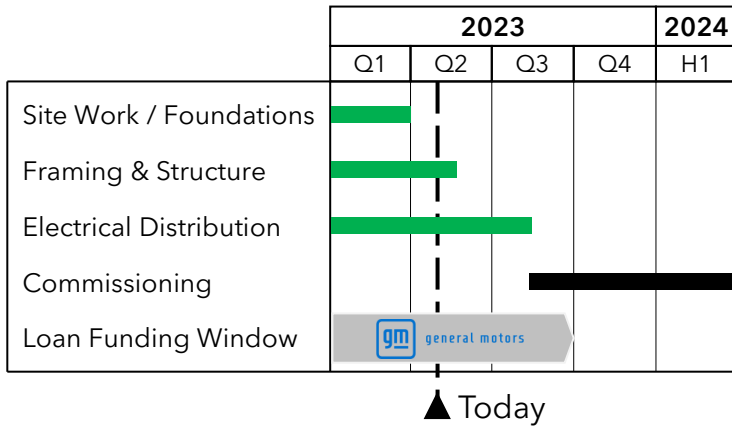 2023 2024
Q1 Q2 Q3 Q4 H1
Site Work / Foundations
Framing & Structure
Electrical Distribution
Commissioning
Loan Funding Window gm general motors
Today